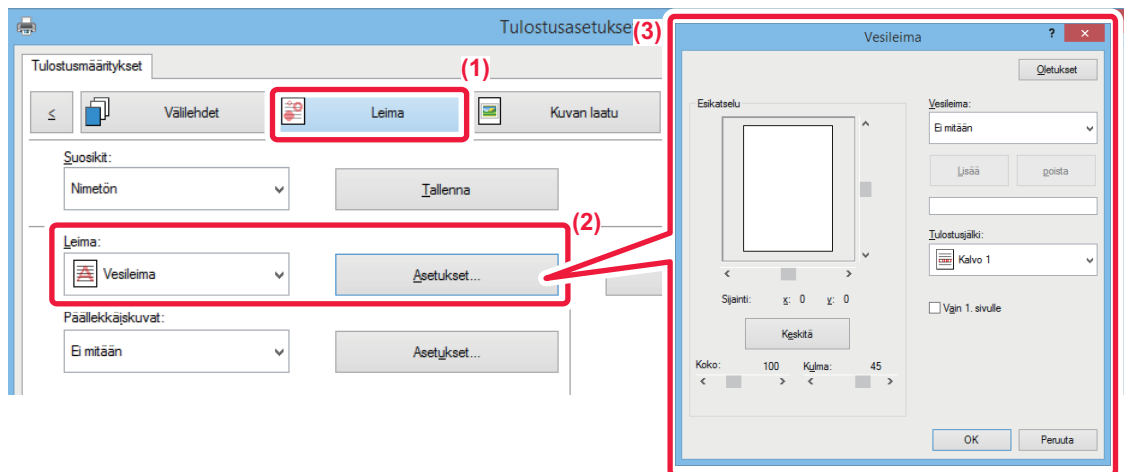 Tulostusasetukse
Tulostusmääritykset
(1)
≤
Välilehdet
Leima
Kuvan laatu
Suosikit:
Nimetön
Tallenna
(2)
Leima:
Vesileima
Asetukset...
Päällekkäiskuvat:
Ei mitään
Asetukset...
(3)
Vesileima
?
×
Oletukset
Esikatselu
Vesileima:
Ei mitään
Lisää
poista
Tulostusjälki:
Kalvo 1
Sijainti: x: 0 y: 0
Vain 1. sivulle
Keskitä
Koko: 100 Kulma: 45
OK
Peruuta